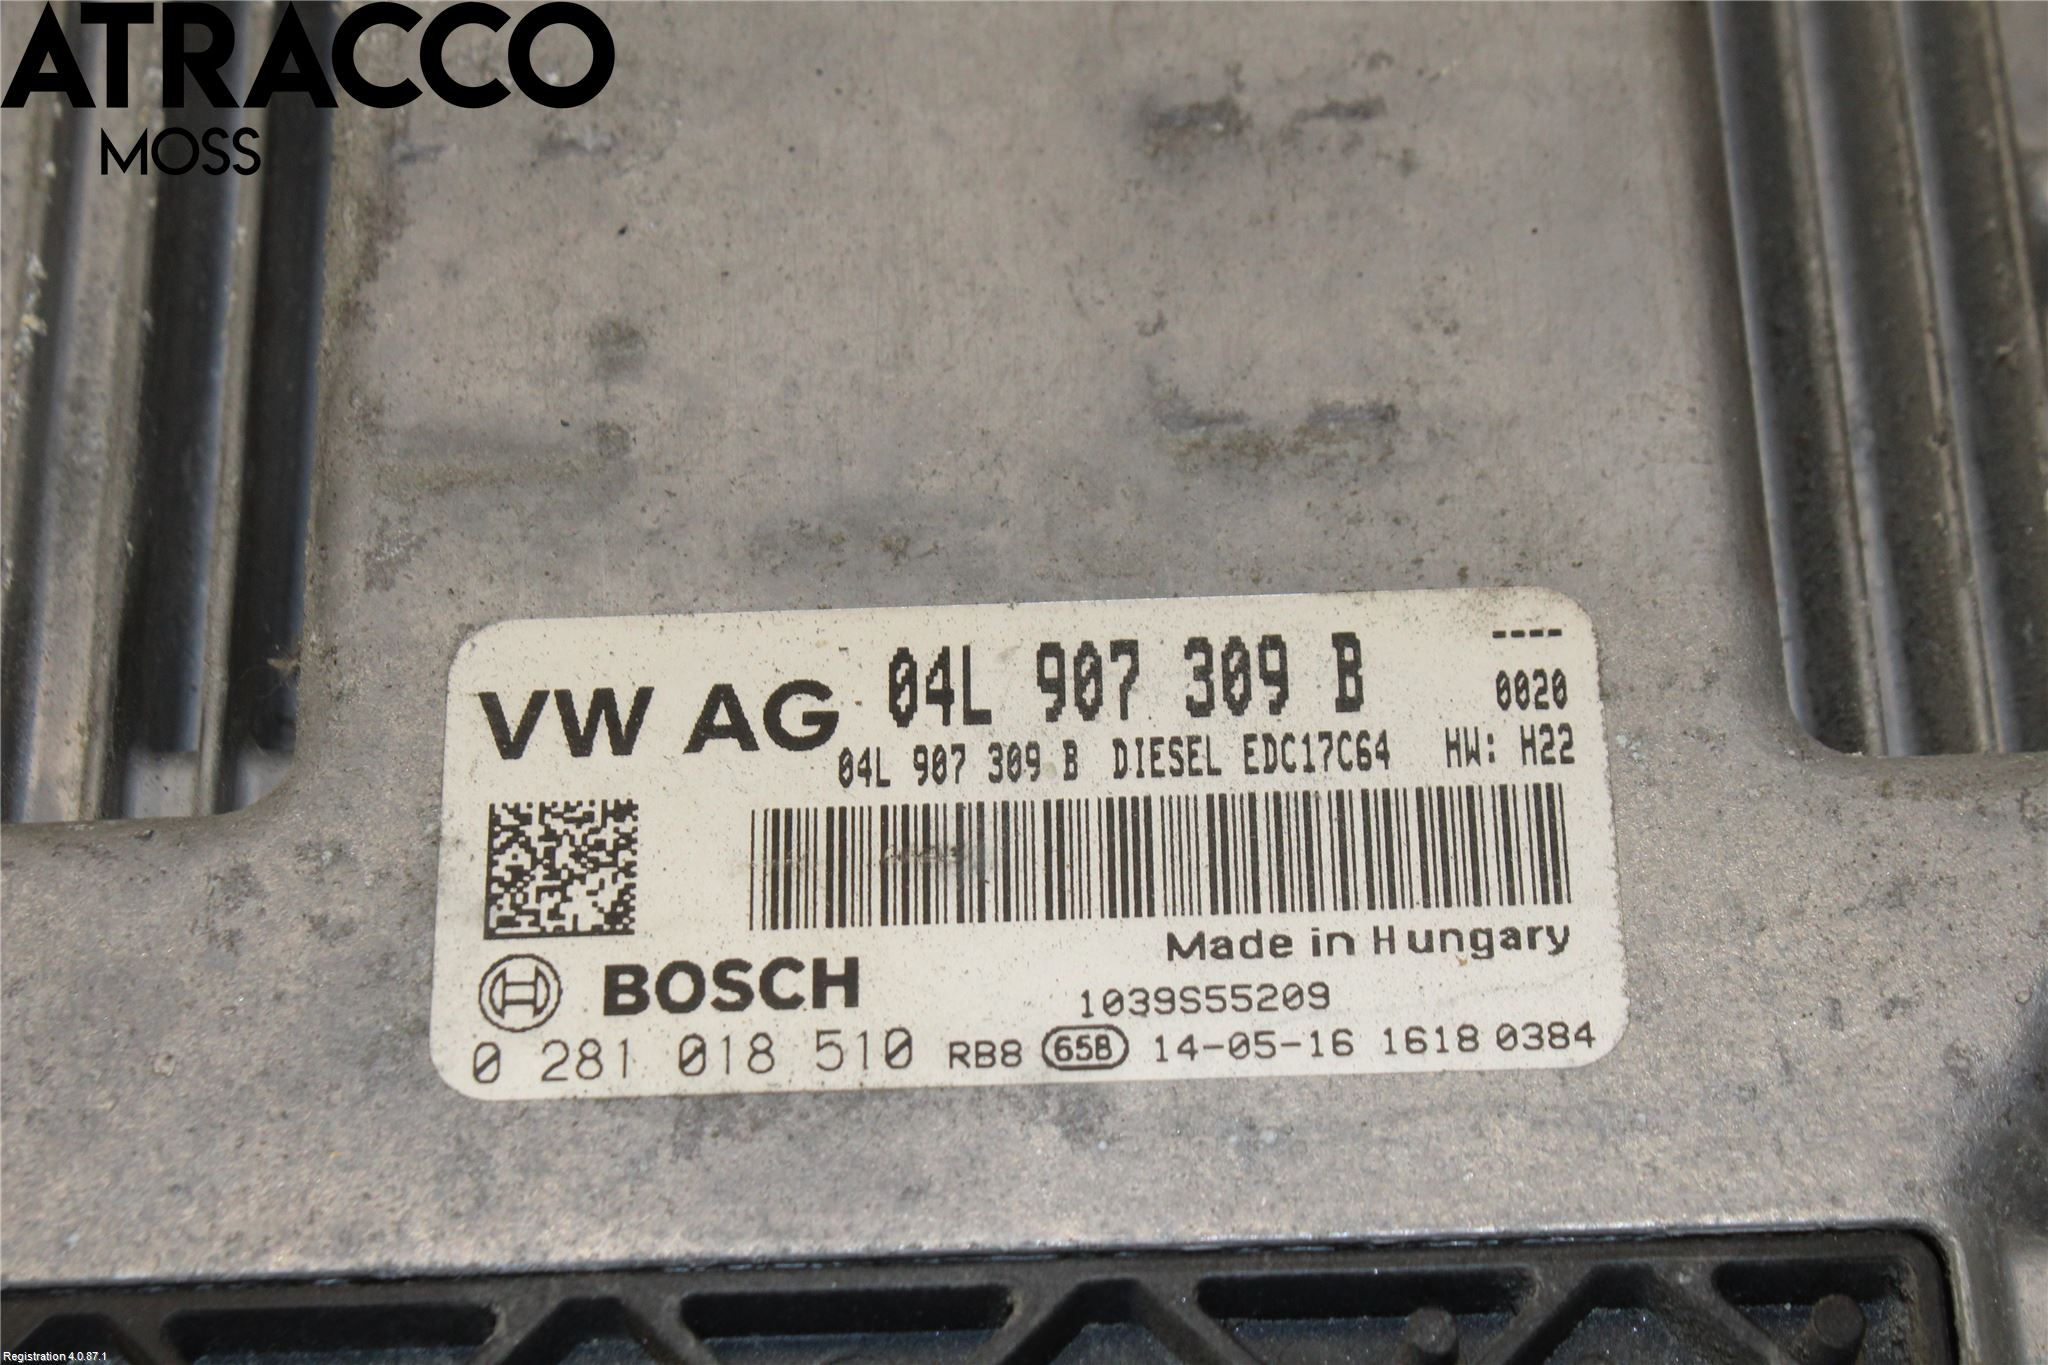 ATRACCO
MOSS
VW AG 04L 907 309 B ----
0020
04L 907 309 B DIESEL EDC17C64 HW: H22
Made in Hungary
BOSCH
1039S55209
0 281 018 510 RB8 65B 14-05-16 1618 0384
Registration 4.0.87.1